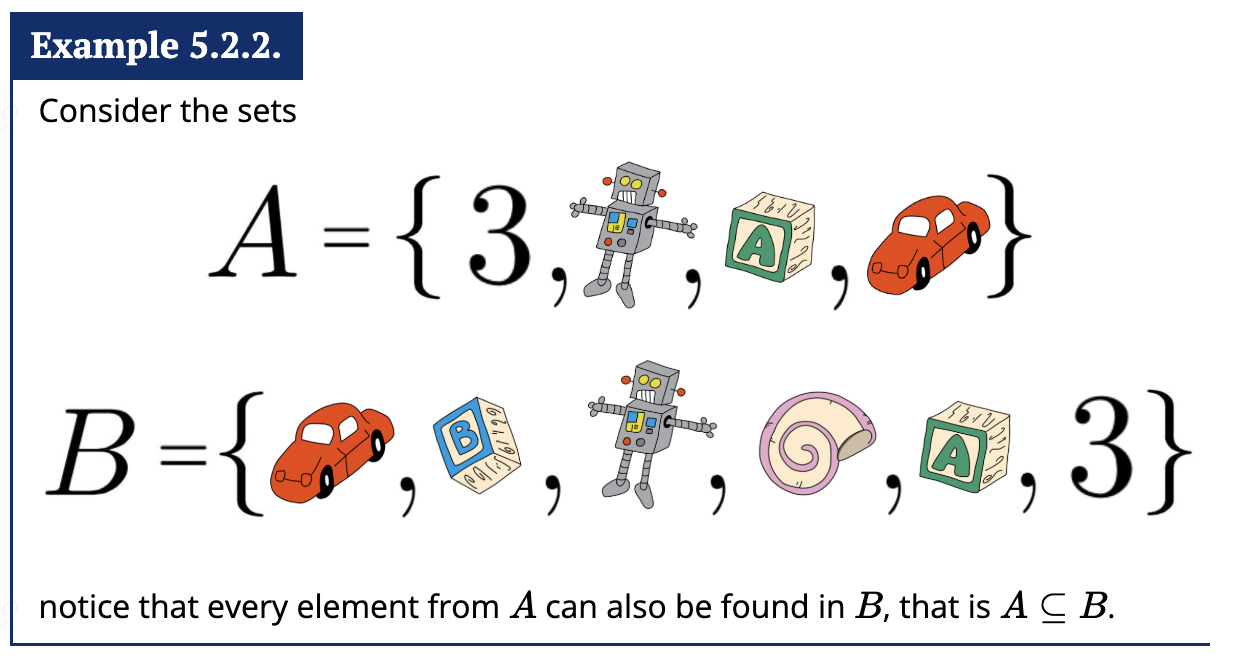 Example 5.2.2.
Consider the sets
A = { 3 , , A , }
B = { , B , , , A , 3 }
notice that every element from A can also be found in B, that is A ⊆ B.